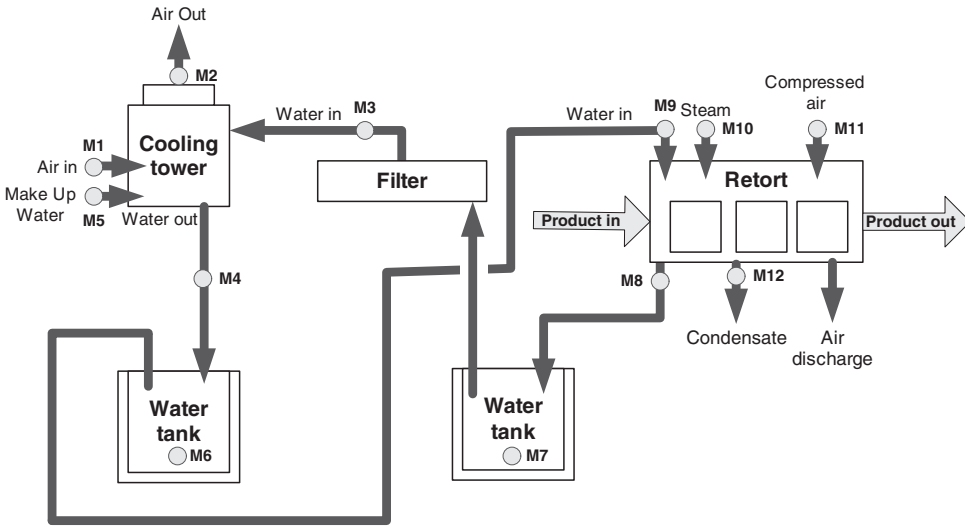 Air Out
M2
Water in
M3
Water in
M9
Steam
M10
Compressed
air
M11
M1
Air in
Cooling
tower
Make Up
Water
M5
Water out
Filter
Retort
Product in
Product out
M4
M8
M12
Condensate
Air
discharge
Water
tank
M6
Water
tank
M7